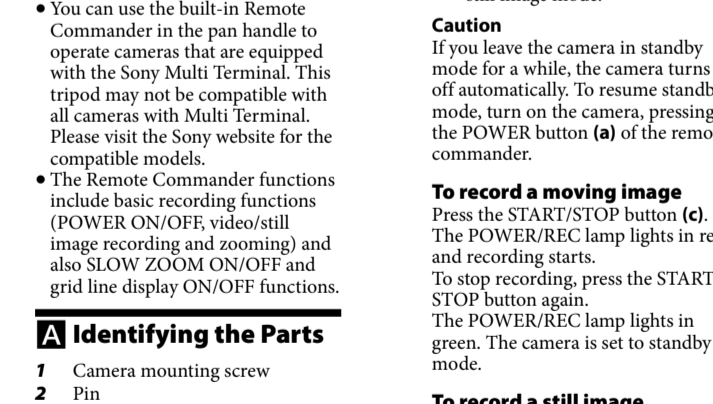 • You can use the built-in Remote
Commander in the pan handle to
operate cameras that are equipped
with the Sony Multi Terminal. This
tripod may not be compatible with
all cameras with Multi Terminal.
Please visit the Sony website for the
compatible models.
• The Remote Commander functions
include basic recording functions
(POWER ON/OFF, video/still
image recording and zooming) and
also SLOW ZOOM ON/OFF and
grid line display ON/OFF functions.
A Identifying the Parts
1 Camera mounting screw
2 Pin
still image mode.
Caution
If you leave the camera in standby
mode for a while, the camera turns
off automatically. To resume standb
mode, turn on the camera, pressing
the POWER button (a) of the remo
commander.
To record a moving image
Press the START/STOP button (c).
The POWER/REC lamp lights in re
and recording starts.
To stop recording, press the START
STOP button again.
The POWER/REC lamp lights in
green. The camera is set to standby
mode.
To record a still image